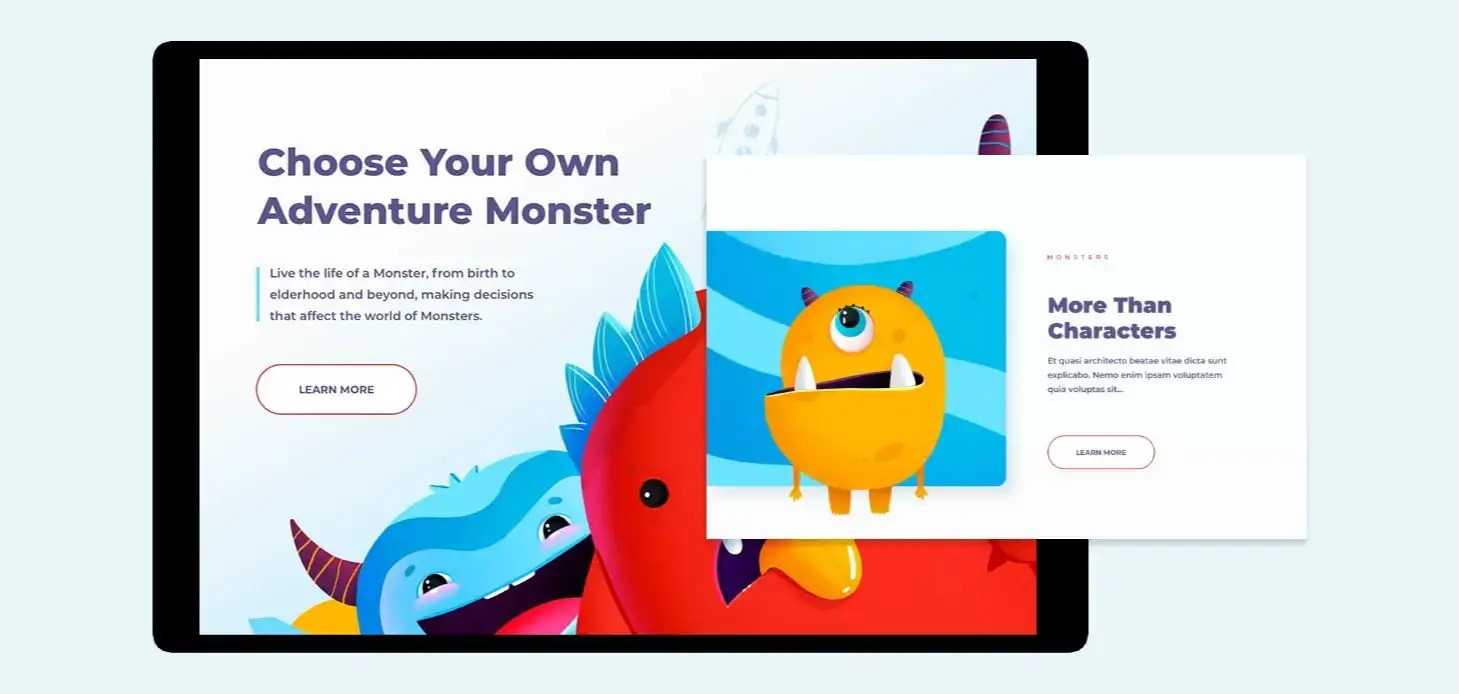 Choose Your Own
Adventure Monster
Live the life of a Monster, from birth to
elderhood and beyond, making decisions
that affect the world of Monsters.
LEARN MORE
MONSTERS
More Than
Characters
Et quasi architecto beatae vitae dicta sunt
explicabo. Nemo enim ipsam voluptatem
quia voluptas sit...
LEARN MORE